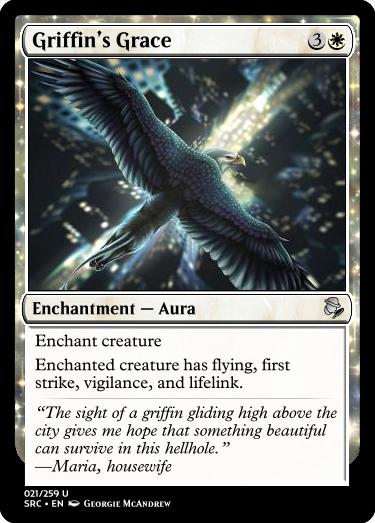 Griffin's Grace 3
Enchantment — Aura
Enchant creature
Enchanted creature has flying, first
strike, vigilance, and lifelink.
“The sight of a griffin gliding high above the
city gives me hope that something beautiful
can survive in this hellhole.”
—Maria, housewife
021/259 U
SRC • EN Georgie McAndrew